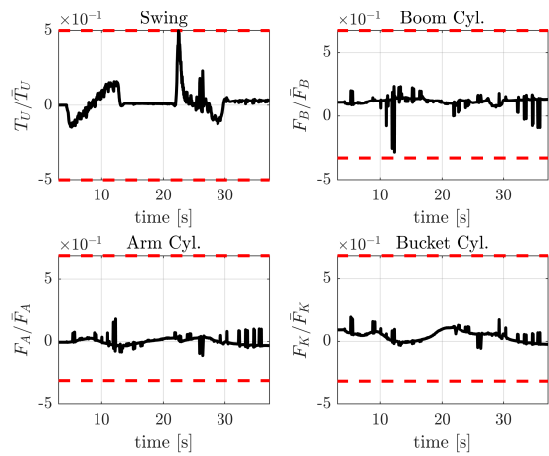 ×10⁻¹ Swing
5
0
-5
T_U/T̄_U
10 20 30
time [s]
×10⁻¹ Boom Cyl.
5
0
-5
F_B/F̄_B
10 20 30
time [s]
×10⁻¹ Arm Cyl.
5
0
-5
F_A/F̄_A
10 20 30
time [s]
×10⁻¹ Bucket Cyl.
5
0
-5
F_K/F̄_K
10 20 30
time [s]